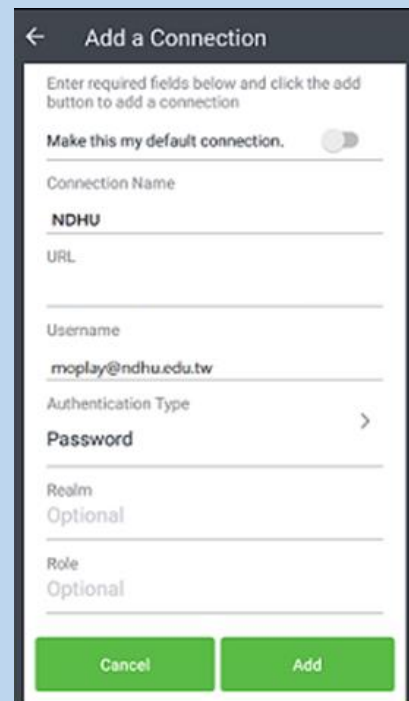 Add a Connection
Enter required fields below and click the add
button to add a connection
Make this my default connection.
Connection Name
NDHU
URL
Username
moplay@ndhu.edu.tw
Authentication Type
Password
Realm
Optional
Role
Optional
Cancel
Add